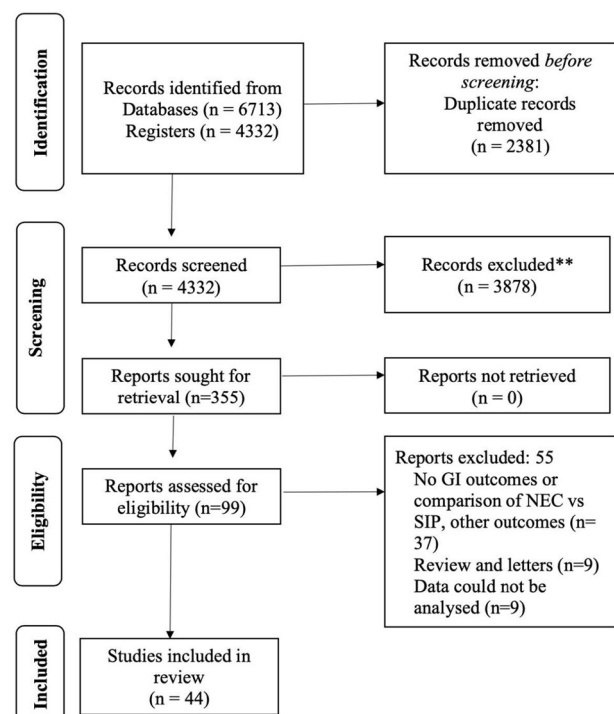 Identification
Records identified from
Databases (n = 6713)
Registers (n = 4332)
Records removed before
screening:
Duplicate records
removed
(n = 2381)
Screening
Records screened
(n = 4332)
Records excluded**
(n = 3878)
Reports sought for
retrieval (n=355)
Reports not retrieved
(n = 0)
Eligibility
Reports assessed for
eligibility (n=99)
Reports excluded: 55
No GI outcomes or
comparison of NEC vs
SIP, other outcomes (n=
37)
Review and letters (n=9)
Data could not be
analysed (n=9)
Included
Studies included in
review
(n = 44)